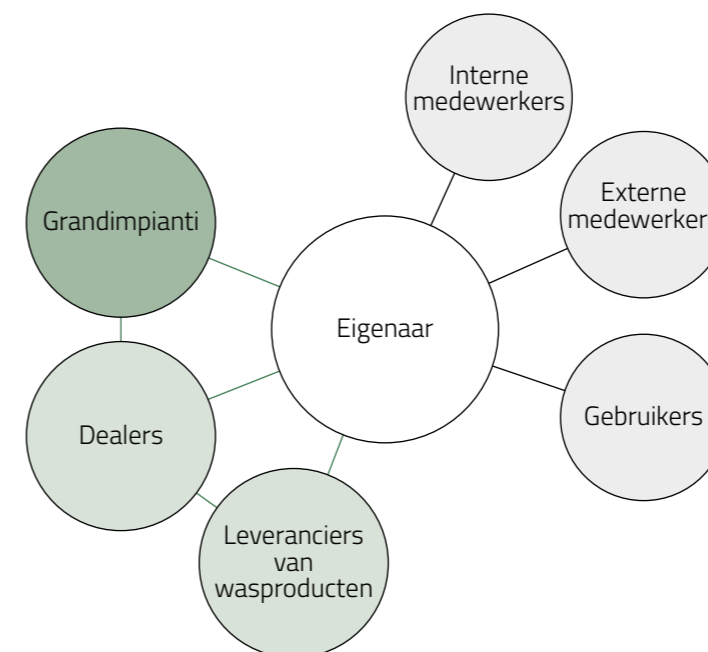 Interne
medewerkers
Externe
medewerker
Grandimpianti
Eigenaar
Gebruikers
Dealers
Leveranciers
van
wasproducten